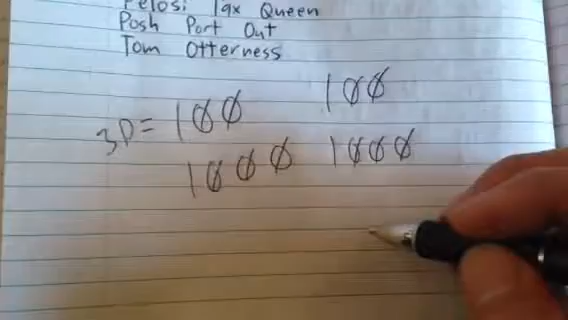 Pelosi Tax Queen
Posh Port Out
Tom Otterness
100
3D= 100
1000 1000